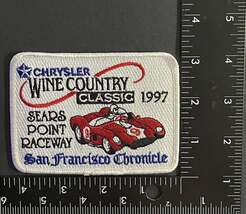 CHRYSLER
WINE COUNTRY
CLASSIC 1997
SEARS
POINT
RACEWAY
San Francisco Chronicle